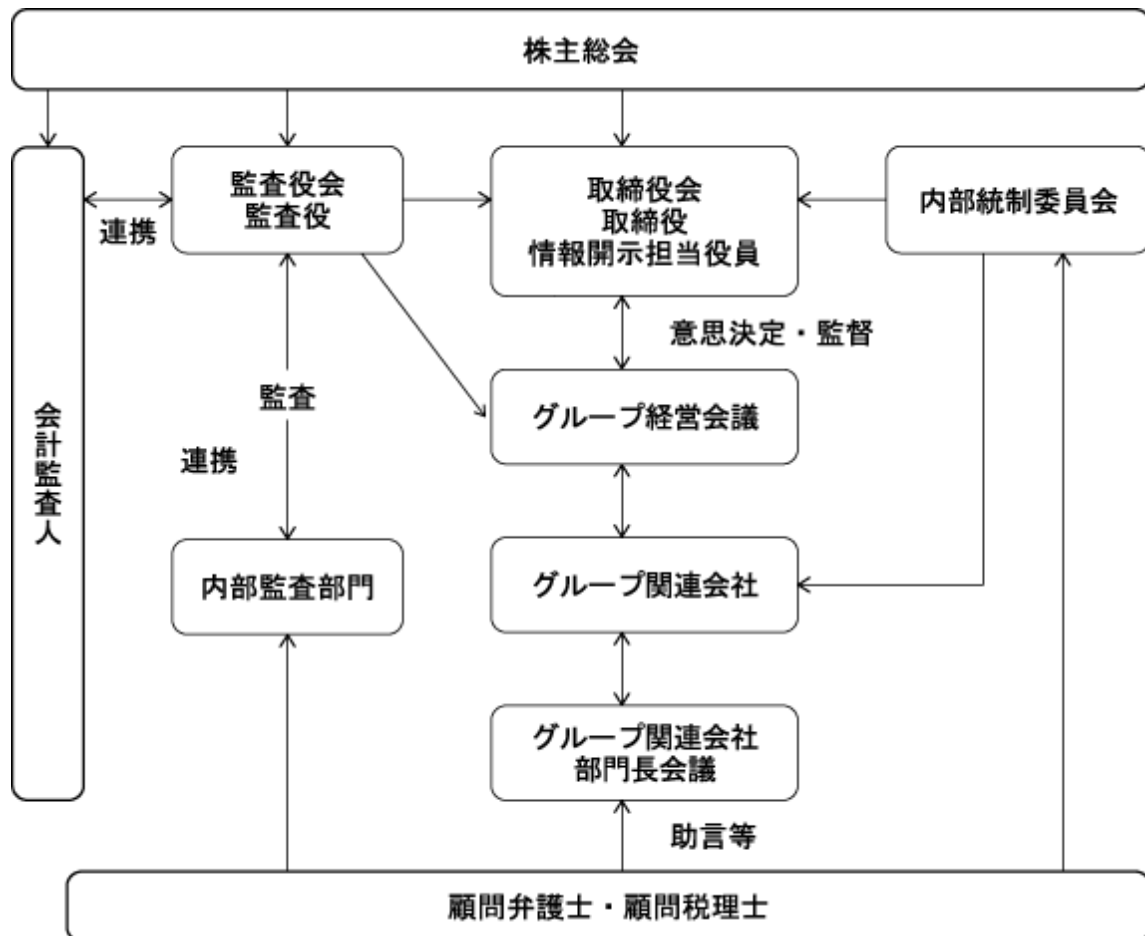 株主総会
監査役会
監査役
取締役会
取締役
情報開示担当役員
内部統制委員会
連携
意思決定・監督
監査
グループ経営会議
会計監査人
連携
内部監査部門
グループ関連会社
グループ関連会社
部門長会議
助言等
顧問弁護士・顧問税理士